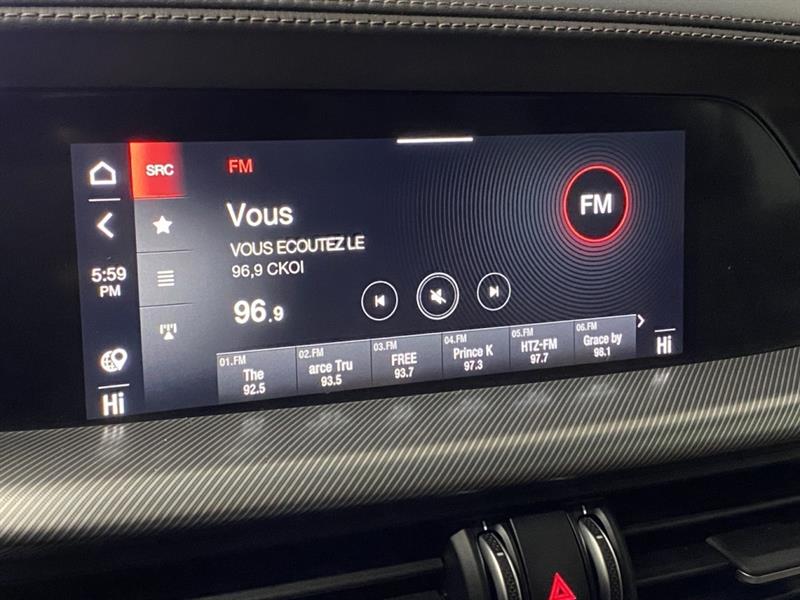 SRC
FM
FM
Vous
VOUS ECOUTEZ LE
96,9 CKOI
5:59
PM
96.9
01.FM
The
92.5
02.FM
arce Tru
93.5
03.FM
FREE
93.7
04.FM
Prince K
97.3
05.FM
HTZ-FM
97.7
06.FM
Grace by
98.1
Hi
Hi